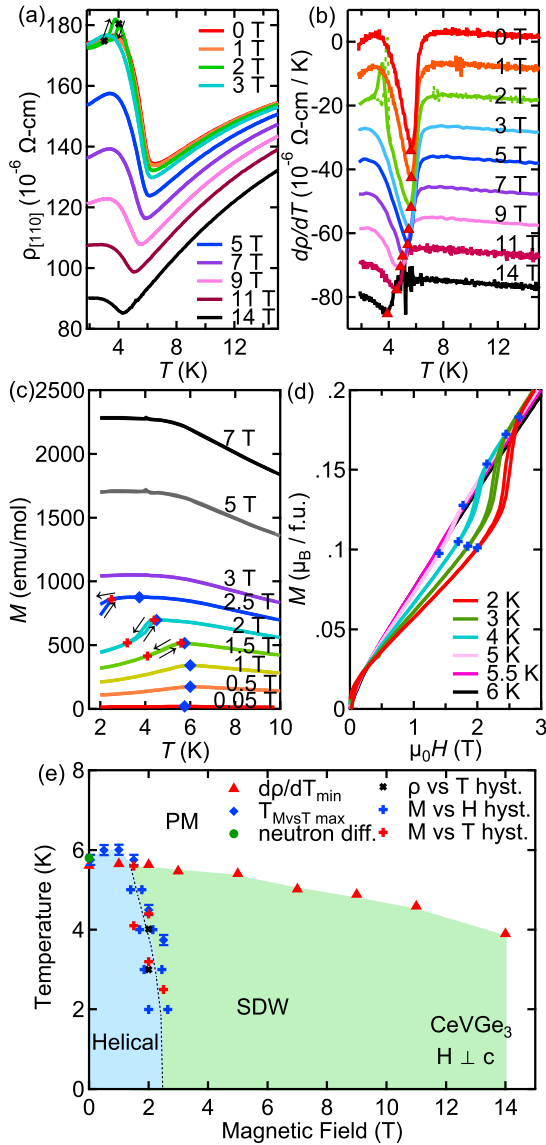 (a)
180
160
140
120
100
80
ρ[110] (10⁻⁶ Ω-cm)
0 T
1 T
2 T
3 T
5 T
7 T
9 T
11 T
14 T
4
8
12
T (K)
(b)
0
-20
-40
-60
-80
dρ/dT (10⁻⁶ Ω-cm / K)
0 T
1 T
2 T
3 T
5 T
7 T
9 T
11 T
14 T
4
8
12
T (K)
(c)
2500
2000
1500
1000
500
0
M (emu/mol)
7 T
5 T
3 T
2.5 T
2 T
1.5 T
1 T
0.5 T
0.05 T
2
4
6
8
10
T (K)
(d)
.2
.1
.05
0
M (μB / f.u.)
2 K
3 K
4 K
5 K
5.5 K
6 K
0
1
2
3
μ0H (T)
(e)
8
6
4
2
0
Temperature (K)
dρ/dTmin
TMvsT max
neutron diff.
ρ vs T hyst.
M vs H hyst.
M vs T hyst.
PM
SDW
Helical
CeVGe₃
H ⊥ c
0
2
4
6
8
10
12
14
Magnetic Field (T)